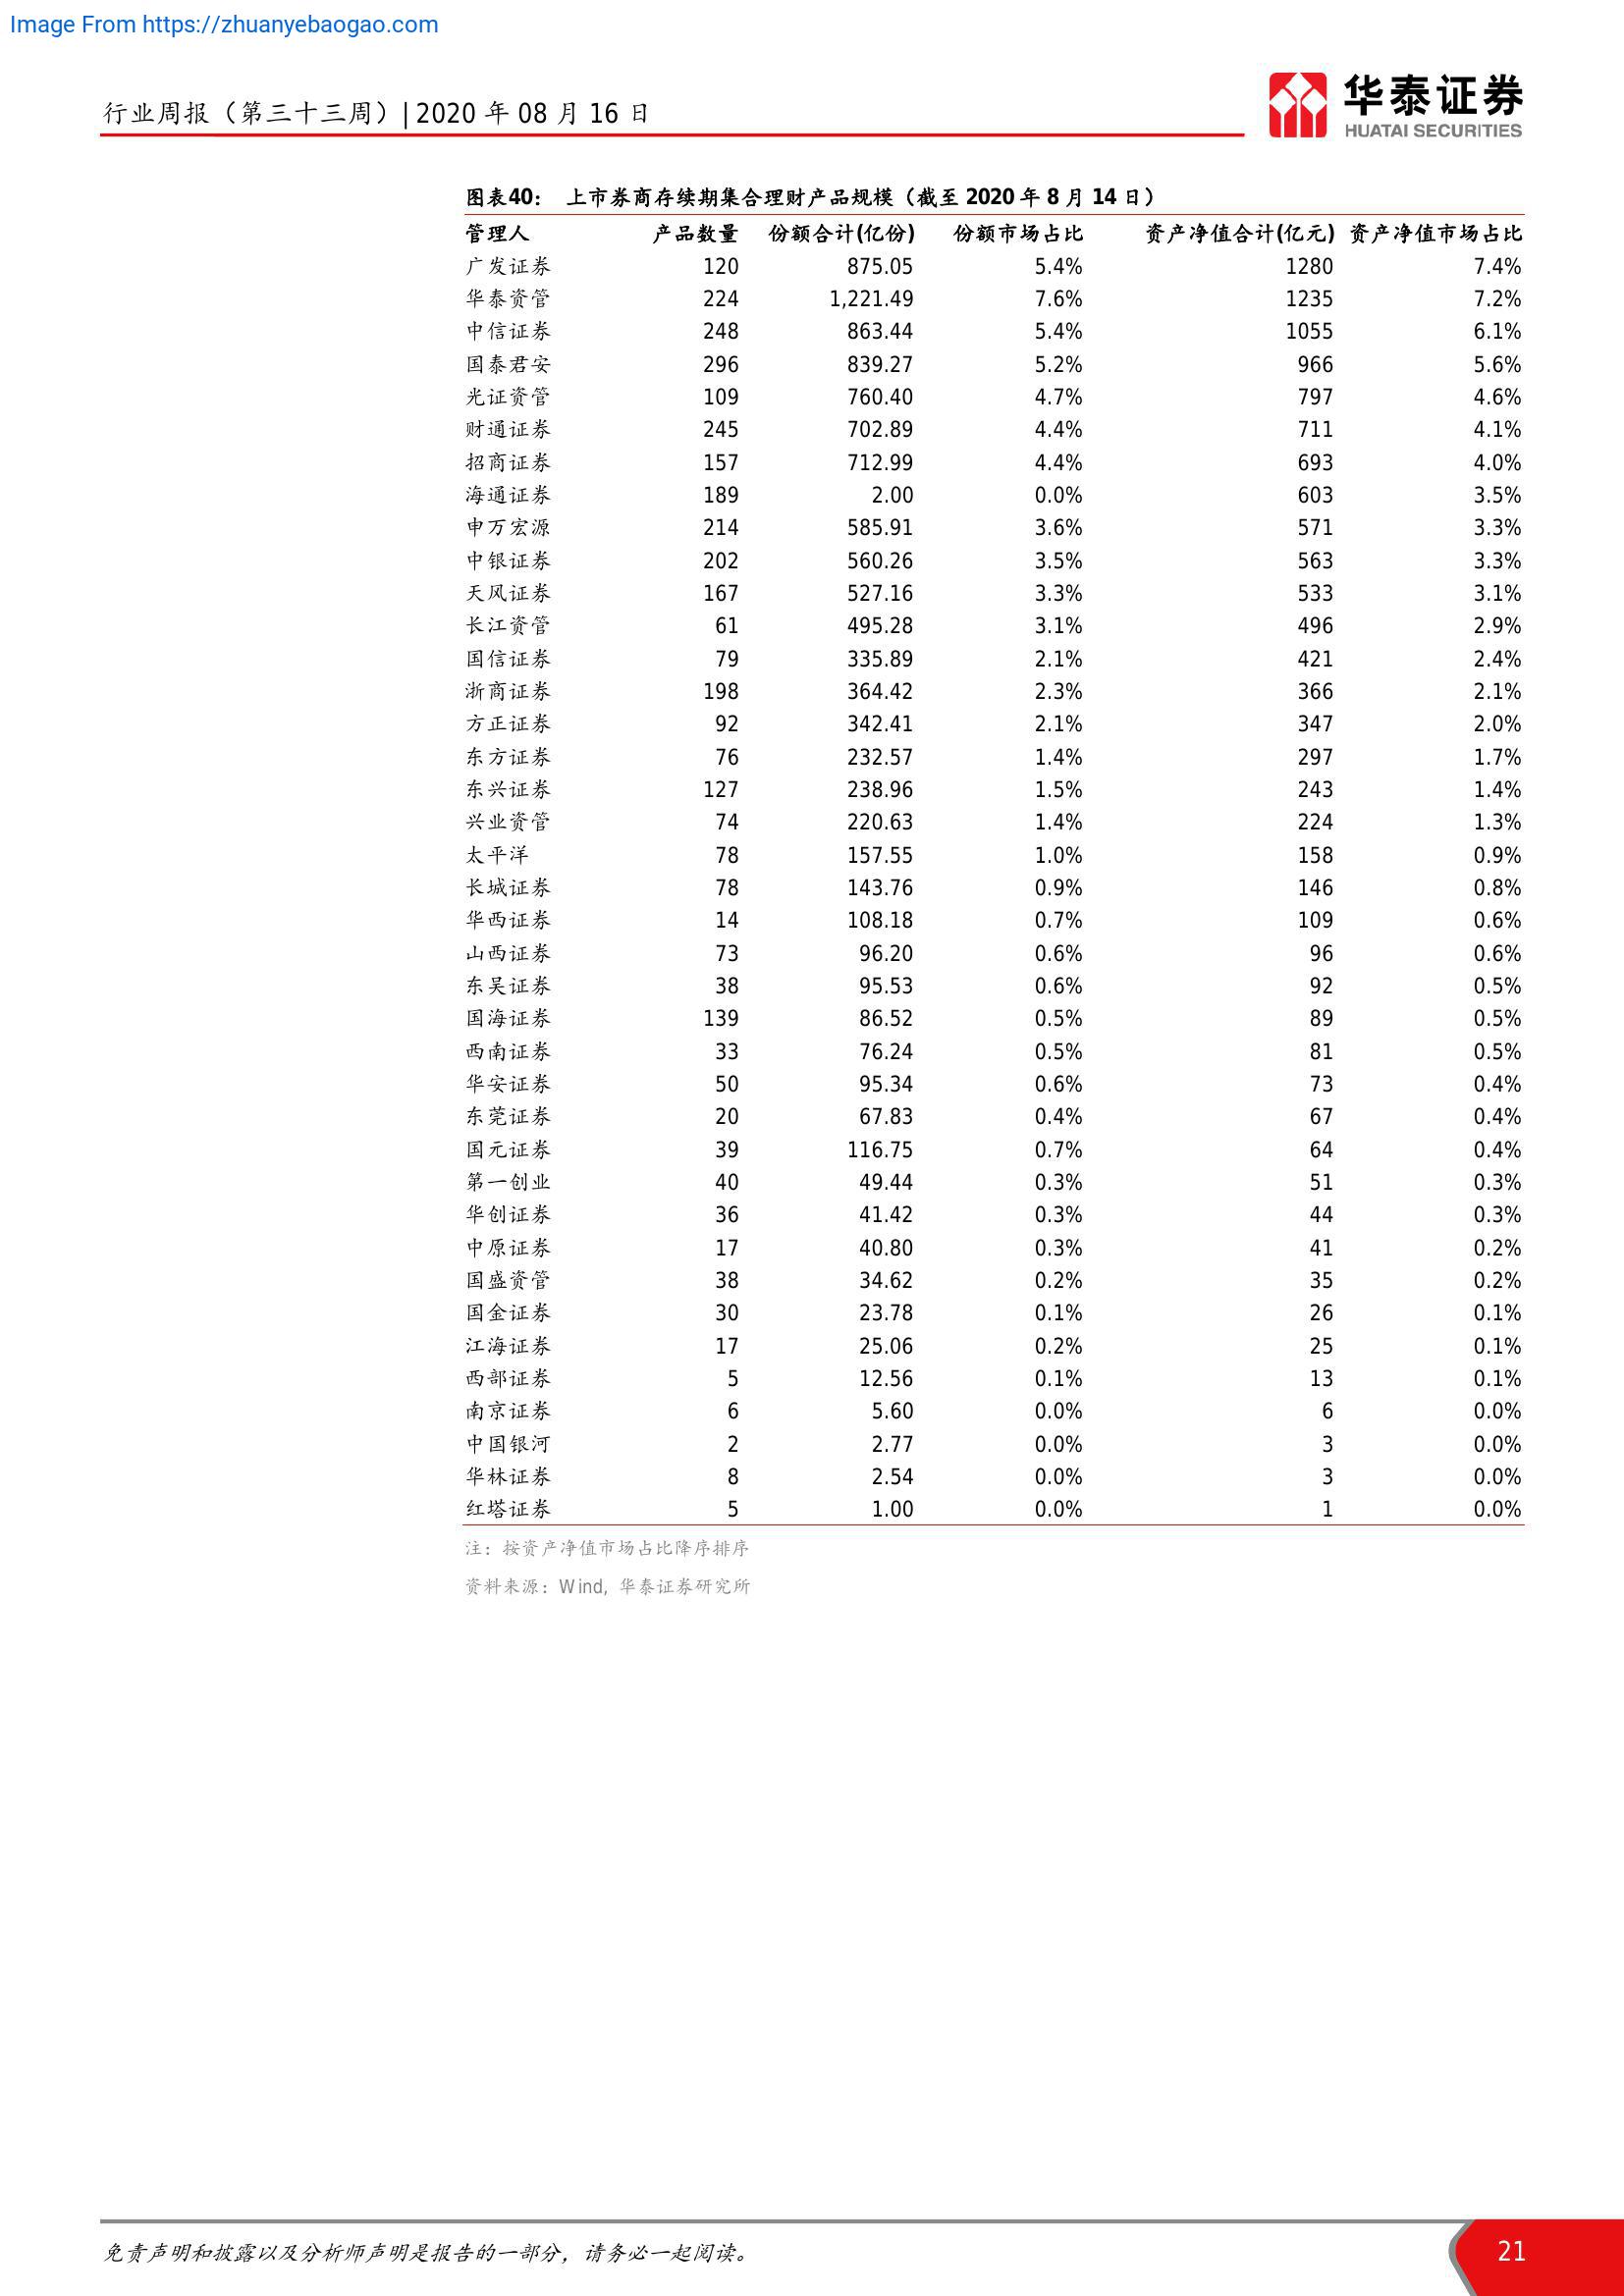 Image From https://zhuanyebaogao.com
行业周报（第三十三周）| 2020 年 08 月 16 日
华泰证券
HUATAI SECURITIES
图表40： 上市券商存续期集合理财产品规模（截至 2020 年 8 月 14 日）
管理人 产品数量 份额合计(亿份) 份额市场占比 资产净值合计(亿元) 资产净值市场占比
广发证券 120 875.05 5.4% 1280 7.4%
华泰资管 224 1,221.49 7.6% 1235 7.2%
中信证券 248 863.44 5.4% 1055 6.1%
国泰君安 296 839.27 5.2% 966 5.6%
光证资管 109 760.40 4.7% 797 4.6%
财通证券 245 702.89 4.4% 711 4.1%
招商证券 157 712.99 4.4% 693 4.0%
海通证券 189 2.00 0.0% 603 3.5%
申万宏源 214 585.91 3.6% 571 3.3%
中银证券 202 560.26 3.5% 563 3.3%
天风证券 167 527.16 3.3% 533 3.1%
长江资管 61 495.28 3.1% 496 2.9%
国信证券 79 335.89 2.1% 421 2.4%
浙商证券 198 364.42 2.3% 366 2.1%
方正证券 92 342.41 2.1% 347 2.0%
东方证券 76 232.57 1.4% 297 1.7%
东兴证券 127 238.96 1.5% 243 1.4%
兴业资管 74 220.63 1.4% 224 1.3%
太平洋 78 157.55 1.0% 158 0.9%
长城证券 78 143.76 0.9% 146 0.8%
华西证券 14 108.18 0.7% 109 0.6%
山西证券 73 96.20 0.6% 96 0.6%
东吴证券 38 95.53 0.6% 92 0.5%
国海证券 139 86.52 0.5% 89 0.5%
西南证券 33 76.24 0.5% 81 0.5%
华安证券 50 95.34 0.6% 73 0.4%
东莞证券 20 67.83 0.4% 67 0.4%
国元证券 39 116.75 0.7% 64 0.4%
第一创业 40 49.44 0.3% 51 0.3%
华创证券 36 41.42 0.3% 44 0.3%
中原证券 17 40.80 0.3% 41 0.2%
国盛资管 38 34.62 0.2% 35 0.2%
国金证券 30 23.78 0.1% 26 0.1%
江海证券 17 25.06 0.2% 25 0.1%
西部证券 5 12.56 0.1% 13 0.1%
南京证券 6 5.60 0.0% 6 0.0%
中国银河 2 2.77 0.0% 3 0.0%
华林证券 8 2.54 0.0% 3 0.0%
红塔证券 5 1.00 0.0% 1 0.0%
注：按资产净值市场占比降序排序
资料来源：Wind，华泰证券研究所
免责声明和披露以及分析师声明是报告的一部分，请务必一起阅读。
21